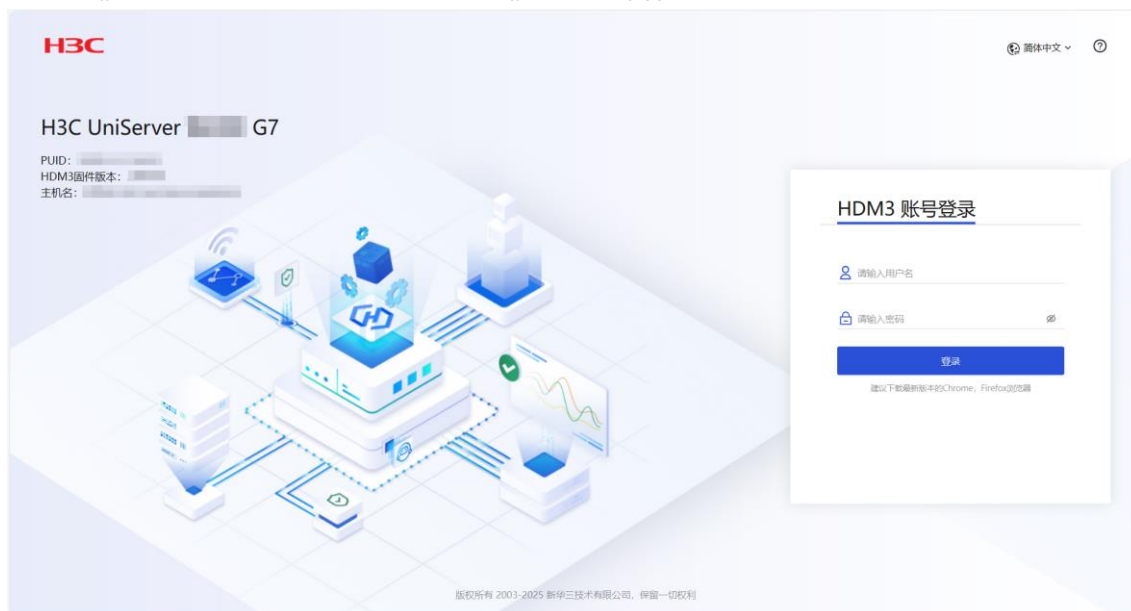 H3C
简体中文
H3C UniServer G7
PUID：
HDM3固件版本：
主机名：
HDM3 账号登录
请输入用户名
请输入密码
登录
建议下载最新版本的Chrome，Firefox浏览器
版权所有 2003-2025 新华三技术有限公司，保留一切权利